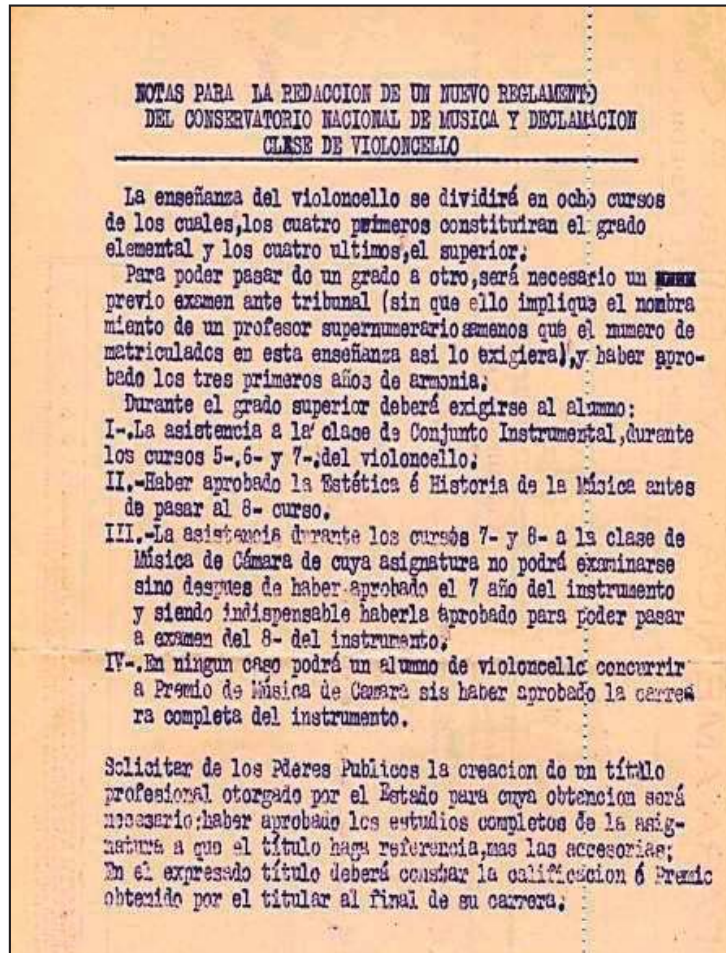 NOTAS PARA LA REDACCION DE UN NUEVO REGLAMENTO
DEL CONSERVATORIO NACIONAL DE MUSICA Y DECLAMACION
CLASE DE VIOLONCELLO
La enseñanza del violoncello se dividirá en ocho cursos
de los cuales,los cuatro primeros constituiran el grado
elemental y los cuatro ultimos,el superior.
Para poder pasar de un grado a otro,será necesario un
previo examen ante tribunal (sin que ello implique el nombra
miento de un profesor supernumerario amenos que el numero de
matriculados en esta enseñanza asi lo exigiera),y haber apro-
bado los tres primeros años de armonia.
Durante el grado superior deberá exigirse al alumno:
I-.La asistencia a la clase de Conjunto Instrumental,durante
los cursos 5-,6- y 7-,del violoncello.
II.-Haber aprobado la Estética é Historia de la Música antes
de pasar al 8- curso.
III.-La asistencia durante los cursos 7- y 8- a la clase de
Música de Cámara de cuya asignatura no podrá examinarse
sino despues de haber aprobado el 7 año del instrumento
y siendo indispensable haberla aprobado para poder pasar
a examen del 8- del instrumento.
IV-.En ningun caso podrá un alumno de violoncello concurrir
a Premio de Música de Camara sis haber aprobado la carrea
ra completa del instrumento.
Solicitar de los Pderes Publicos la creacion de un título
profesional otorgado por el Estado para cuya obtencion será
necesario:haber aprobado los estudios completos de la asig-
natura a que el título haga referencia,mas las accesorias;
En el expresado título deberá constar la calificacion ó Premio
obtenido por el titular al final de su carrera.